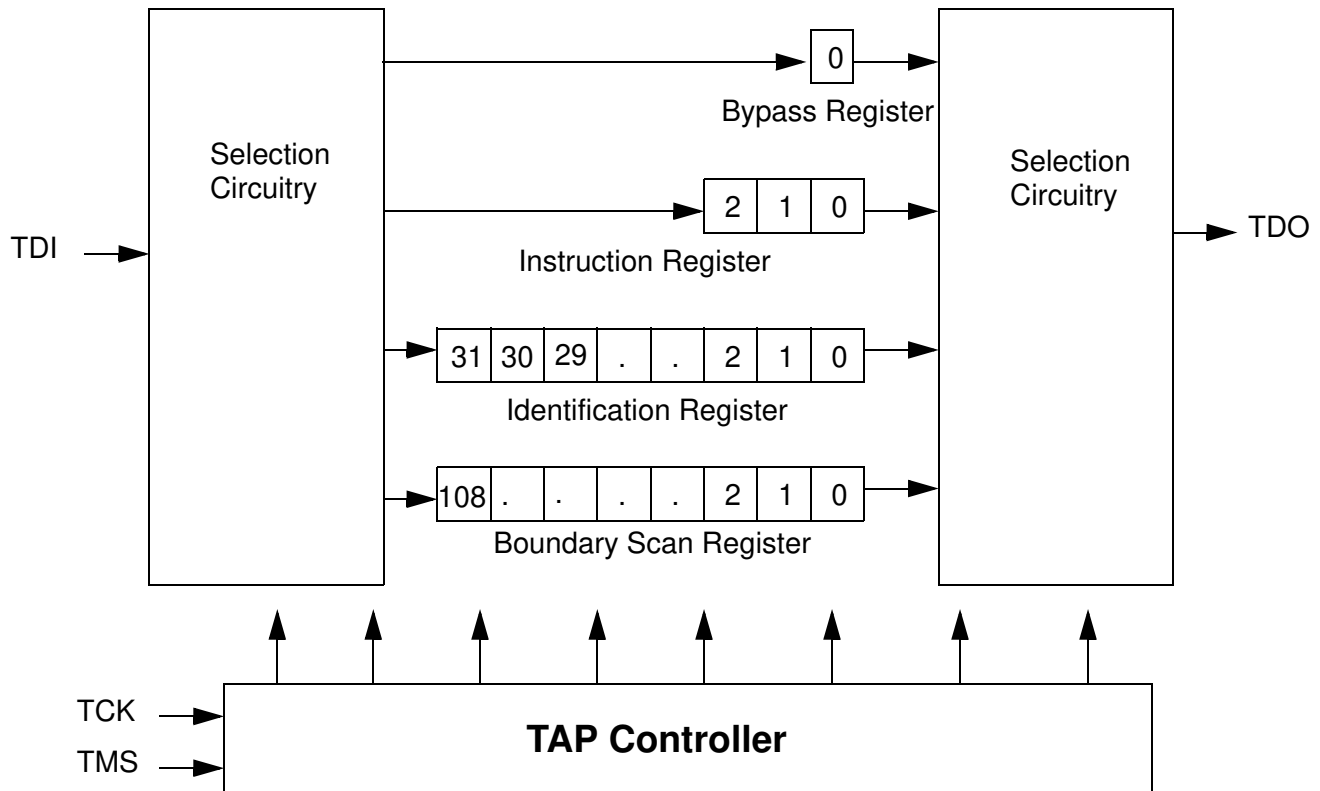 0
Bypass Register
Selection
Circuitry
Selection
Circuitry
2 1 0
TDI
TDO
Instruction Register
31 30 29 . . 2 1 0
Identification Register
108 . . . . 2 1 0
Boundary Scan Register
TCK
TAP Controller
TMS